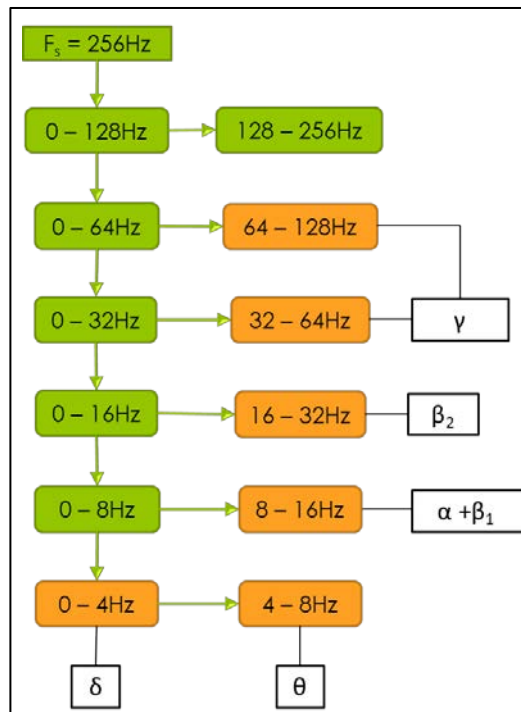 Fₛ = 256Hz
0 – 128Hz
128 – 256Hz
0 – 64Hz
64 – 128Hz
0 – 32Hz
32 – 64Hz
γ
0 – 16Hz
16 – 32Hz
β₂
0 – 8Hz
8 – 16Hz
α +β₁
0 – 4Hz
4 – 8Hz
δ
θ